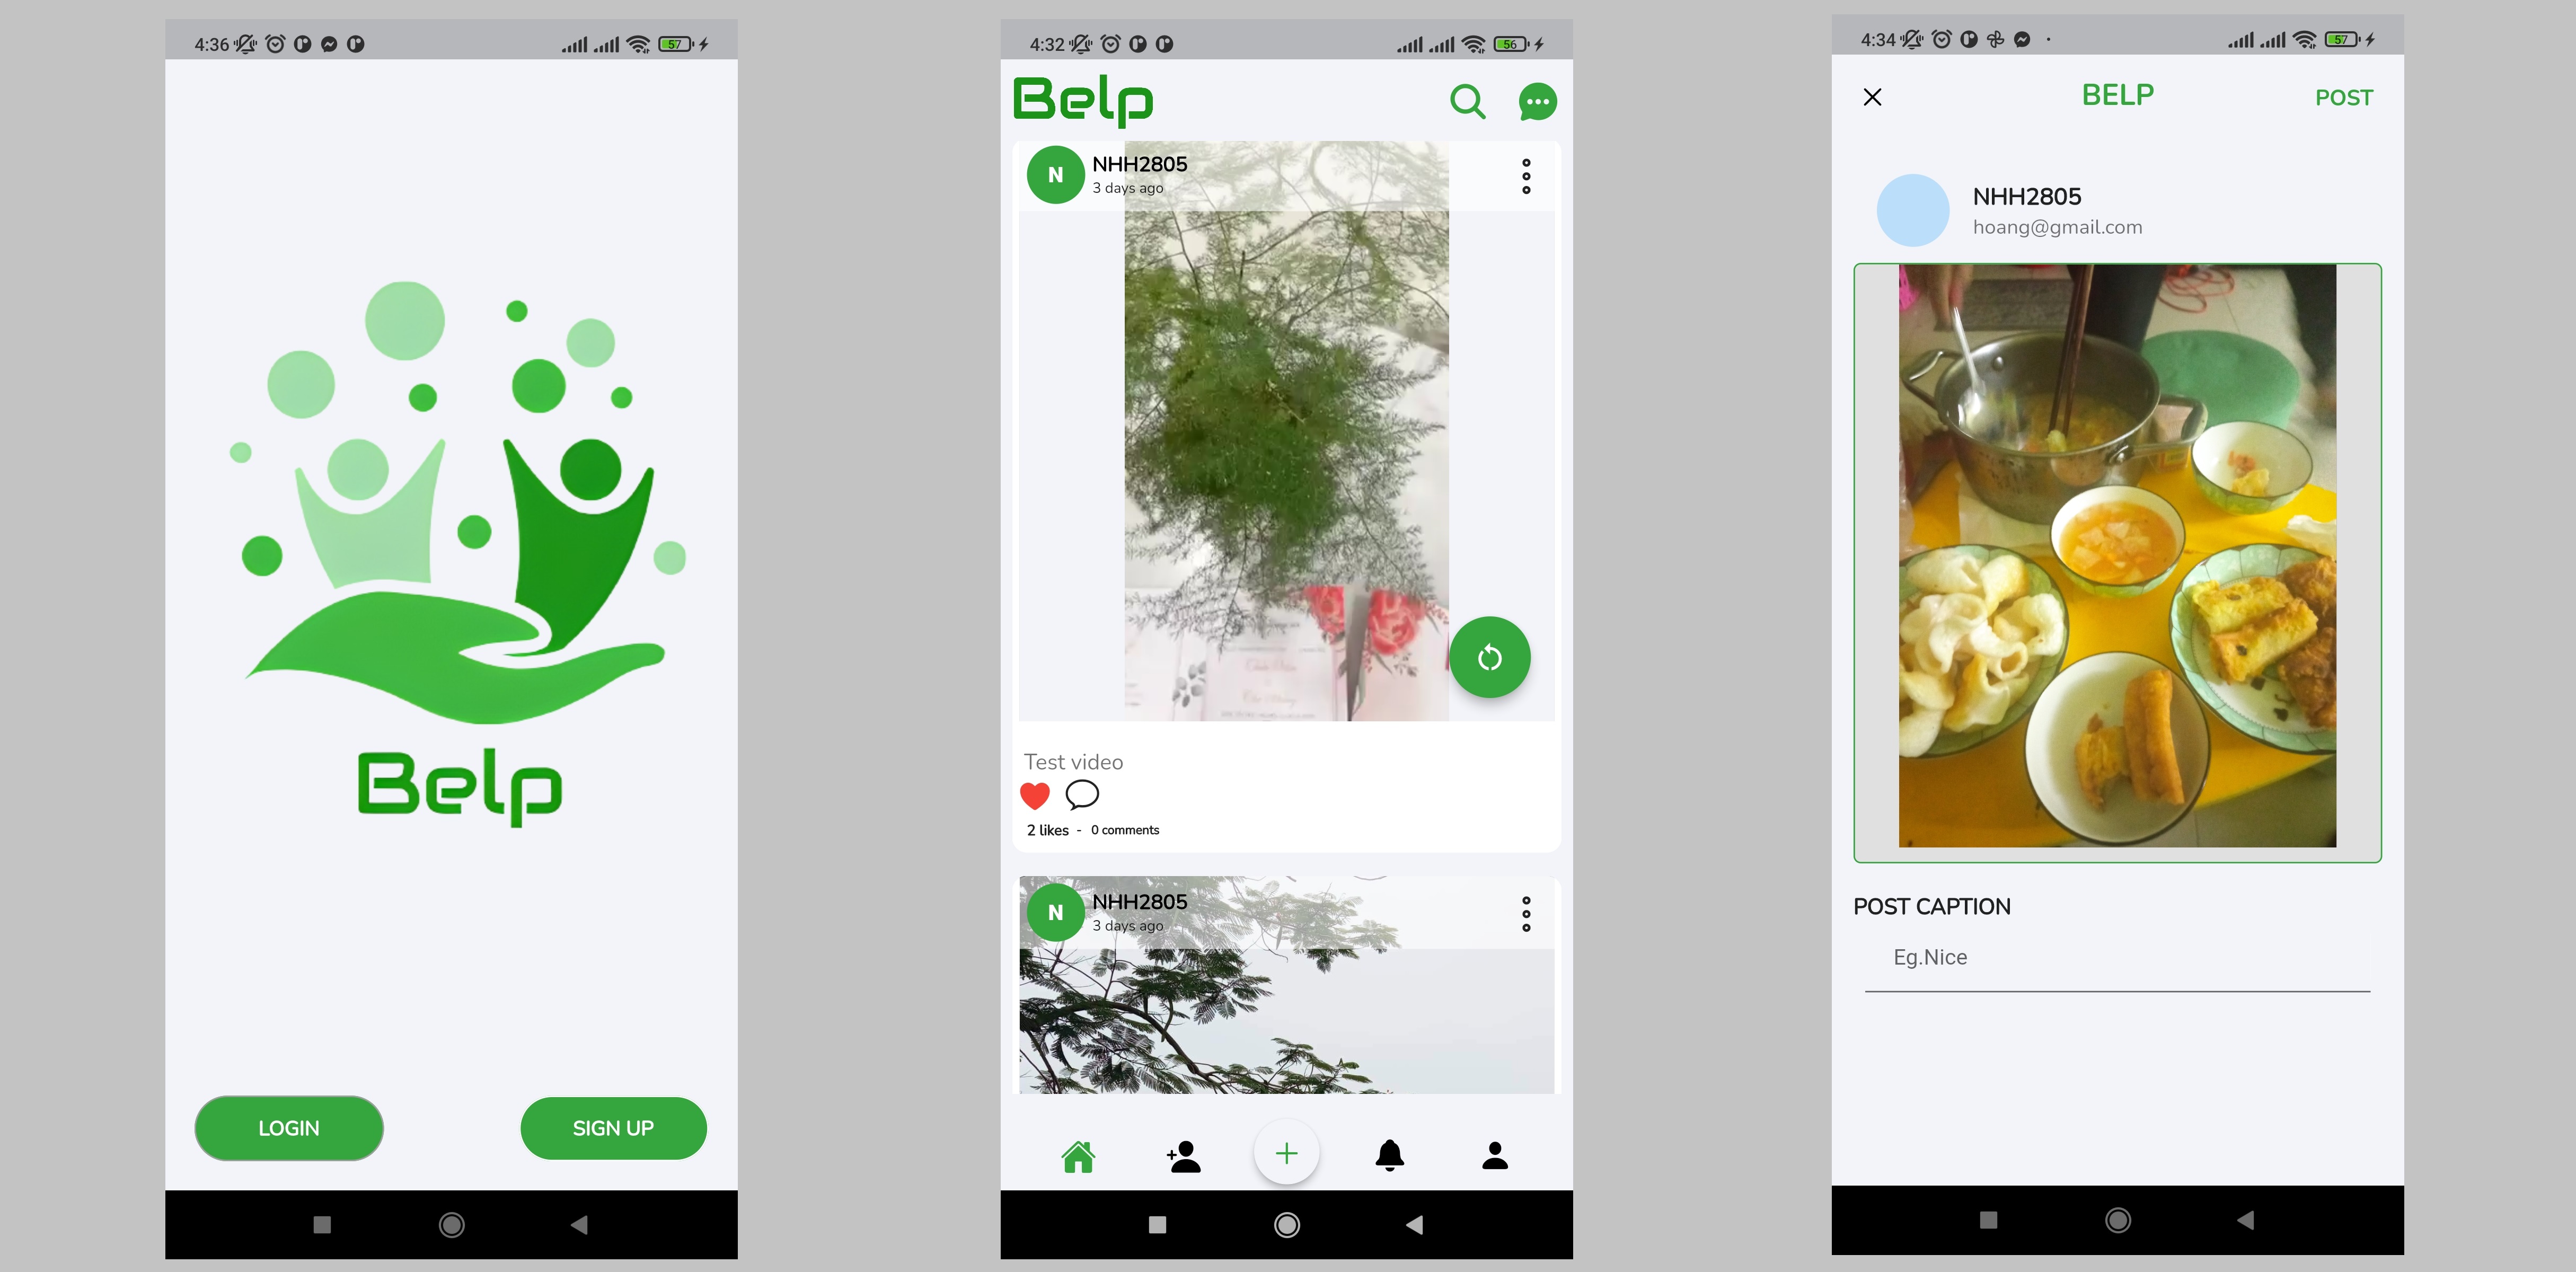 4:36
57
Belp
LOGIN
SIGN UP
4:32
56
Belp
N
NHH2805
3 days ago
Test video
2 likes - 0 comments
N
NHH2805
3 days ago
4:34
57
BELP
POST
NHH2805
hoang@gmail.com
POST CAPTION
Eg.Nice